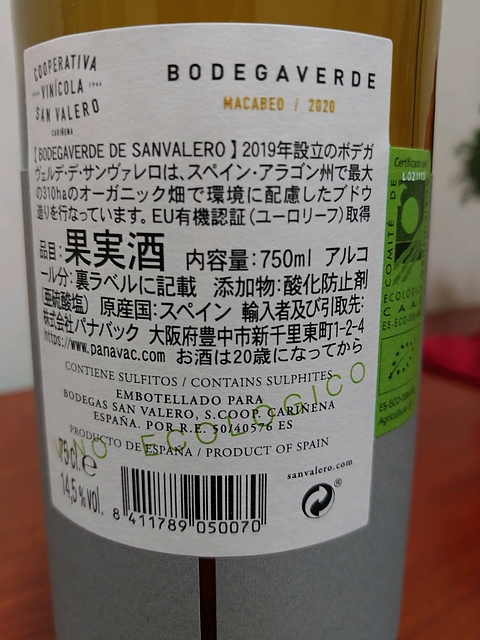 COOPERATIVA
VINÍCOLA
SAN VALERO
CARIÑENA
BODEGAVERDE
MACABEO / 2020
【BODEGAVERDE DE SANVALERO】2019年設立のボデガ
ヴェルデ・デ・サンヴァレロは、スペイン・アラゴン州で最大
の310haのオーガニック畑で環境に配慮したブドウ
造りを行なっています。EU有機認証(ユーロリーフ)取得
品目:果実酒 内容量:750ml アルコ
ール分:裏ラベルに記載 添加物:酸化防止剤
(亜硫酸塩) 原産国:スペイン 輸入者及び引取先:
株式会社パナバック 大阪府豊中市新千里東町1-2-4
https://www.panavac.com お酒は20歳になってから
CONTIENE SULFITOS / CONTAINS SULPHITES
EMBOTELLADO PARA
BODEGAS SAN VALERO, S.COOP. CARIÑENA
ESPAÑA. POR R.E. 50/40576 ES
VINO ECOLÓGICO
PRODUCTO DE ESPAÑA / PRODUCT OF SPAIN
75 cl. e
14,5 % vol.
8 411789 050070
sanvalero.com
®
COMITÉ DE